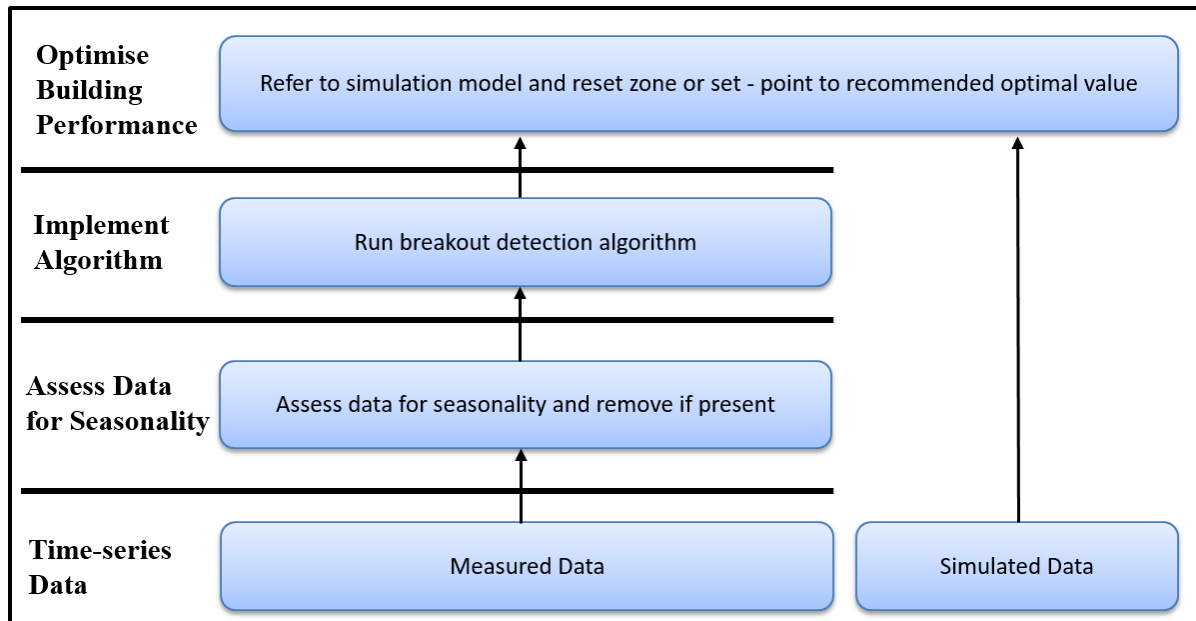 Optimise
Building
Performance
Refer to simulation model and reset zone or set - point to recommended optimal value
Implement
Algorithm
Run breakout detection algorithm
Assess Data
for Seasonality
Assess data for seasonality and remove if present
Time-series
Data
Measured Data
Simulated Data